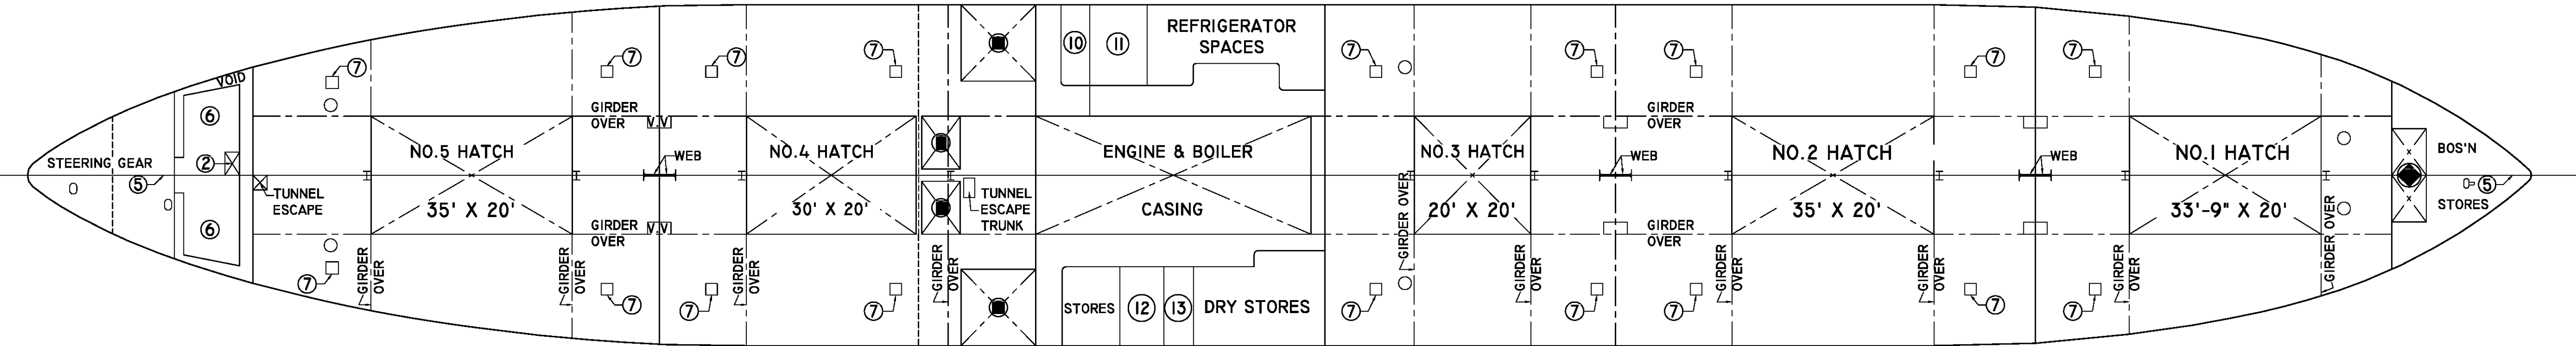 REFRIGERATOR
SPACES
10
11
7
7
7
7
7
7
7
7
VOID
6
GIRDER
OVER
V.V
GIRDER
OVER
STEERING GEAR
2
5
NO.5 HATCH
WEB
NO.4 HATCH
ENGINE & BOILER
NO.3 HATCH
WEB
NO.2 HATCH
WEB
NO.1 HATCH
BOS'N
5
TUNNEL
ESCAPE
TUNNEL
ESCAPE
TRUNK
35' X 20'
30' X 20'
CASING
20' X 20'
35' X 20'
33'-9" X 20'
STORES
6
GIRDER
OVER
V.V
GIRDER
OVER
GIRDER
OVER
GIRDER
OVER
GIRDER
OVER
GIRDER
OVER
GIRDER OVER
GIRDER
OVER
GIRDER
OVER
GIRDER
OVER
GIRDER
OVER
GIRDER OVER
7
7
7
7
7
7
7
7
7
STORES
12
13
DRY STORES